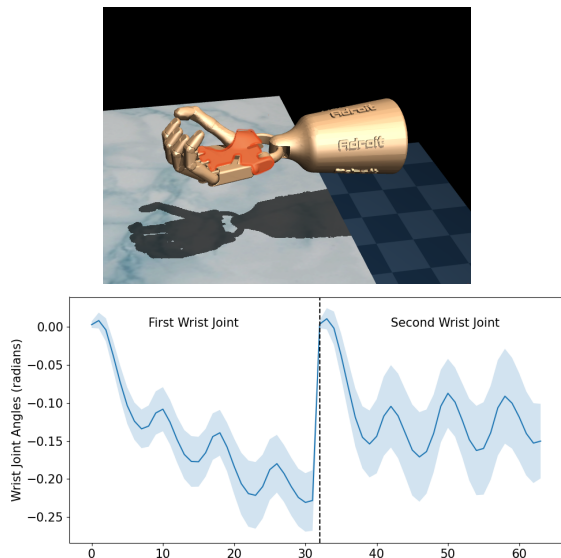 Adroit
Adroit
First Wrist Joint
Second Wrist Joint
Wrist Joint Angles (radians)
0.00
−0.05
−0.10
−0.15
−0.20
−0.25
0
10
20
30
40
50
60